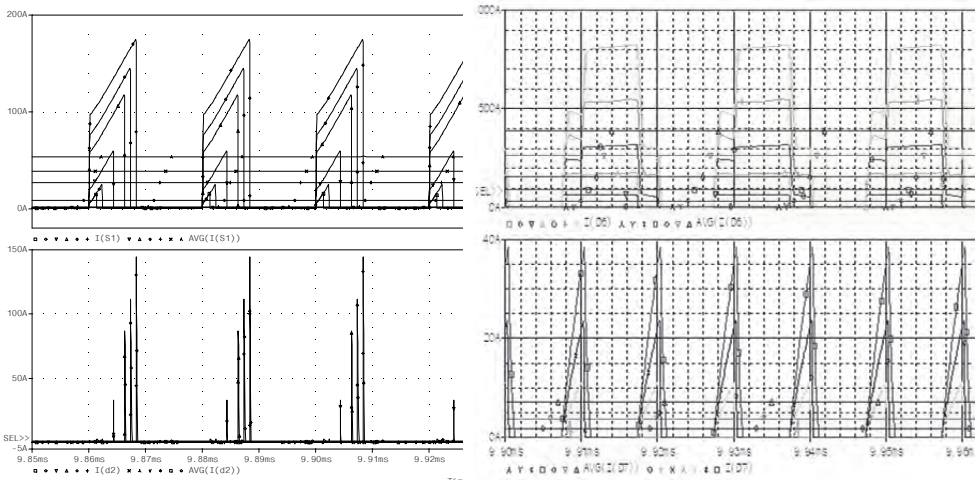 200A
100A
0A
I(S1) AVG(I(S1))
150A
100A
50A
SEL>>
-5A
9.85ms 9.86ms 9.87ms 9.88ms 9.89ms 9.90ms 9.91ms 9.92ms
I(d2) AVG(I(d2))
500A
SEL>>
0A
I(D6) AVG(I(D6))
40A
20A
0A
9.90ms 9.91ms 9.92ms 9.93ms 9.94ms 9.95ms
AVG(I(D7)) I(D7)